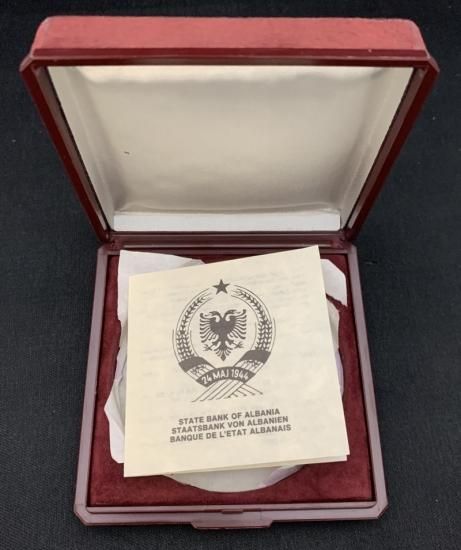 24 MAJ 1944
STATE BANK OF ALBANIA
STAATSBANK VON ALBANIEN
BANQUE DE L'ETAT ALBANAIS